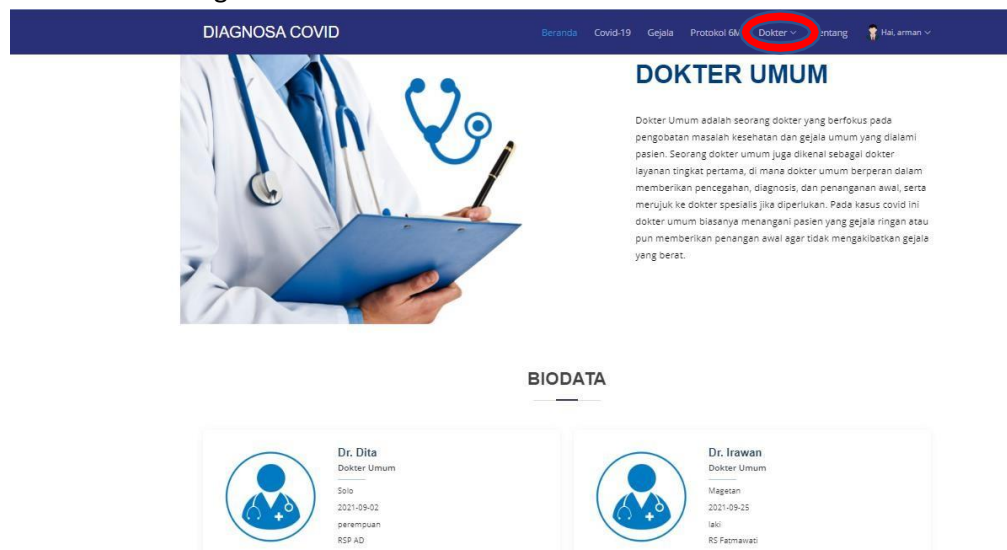 DIAGNOSA COVID
Beranda Covid-19 Gejala Protokol 6M Dokter entang Hai, arman
DOKTER UMUM
Dokter Umum adalah seorang dokter yang berfokus pada
pengobatan masalah kesehatan dan gejala umum yang dialami
pasien. Seorang dokter umum juga dikenal sebagai dokter
layanan tingkat pertama, di mana dokter umum berperan dalam
memberikan pencegahan, diagnosis, dan penanganan awal, serta
merujuk ke dokter spesialis jika diperlukan. Pada kasus covid ini
dokter umum biasanya menangani pasien yang gejala ringan atau
pun memberikan penangan awal agar tidak mengakibatkan gejala
yang berat.
BIODATA
Dr. Dita
Dokter Umum
Solo
2021-09-02
perempuan
RSP AD
Dr. Irawan
Dokter Umum
Magetan
2021-09-25
laki
RS Fatmawati